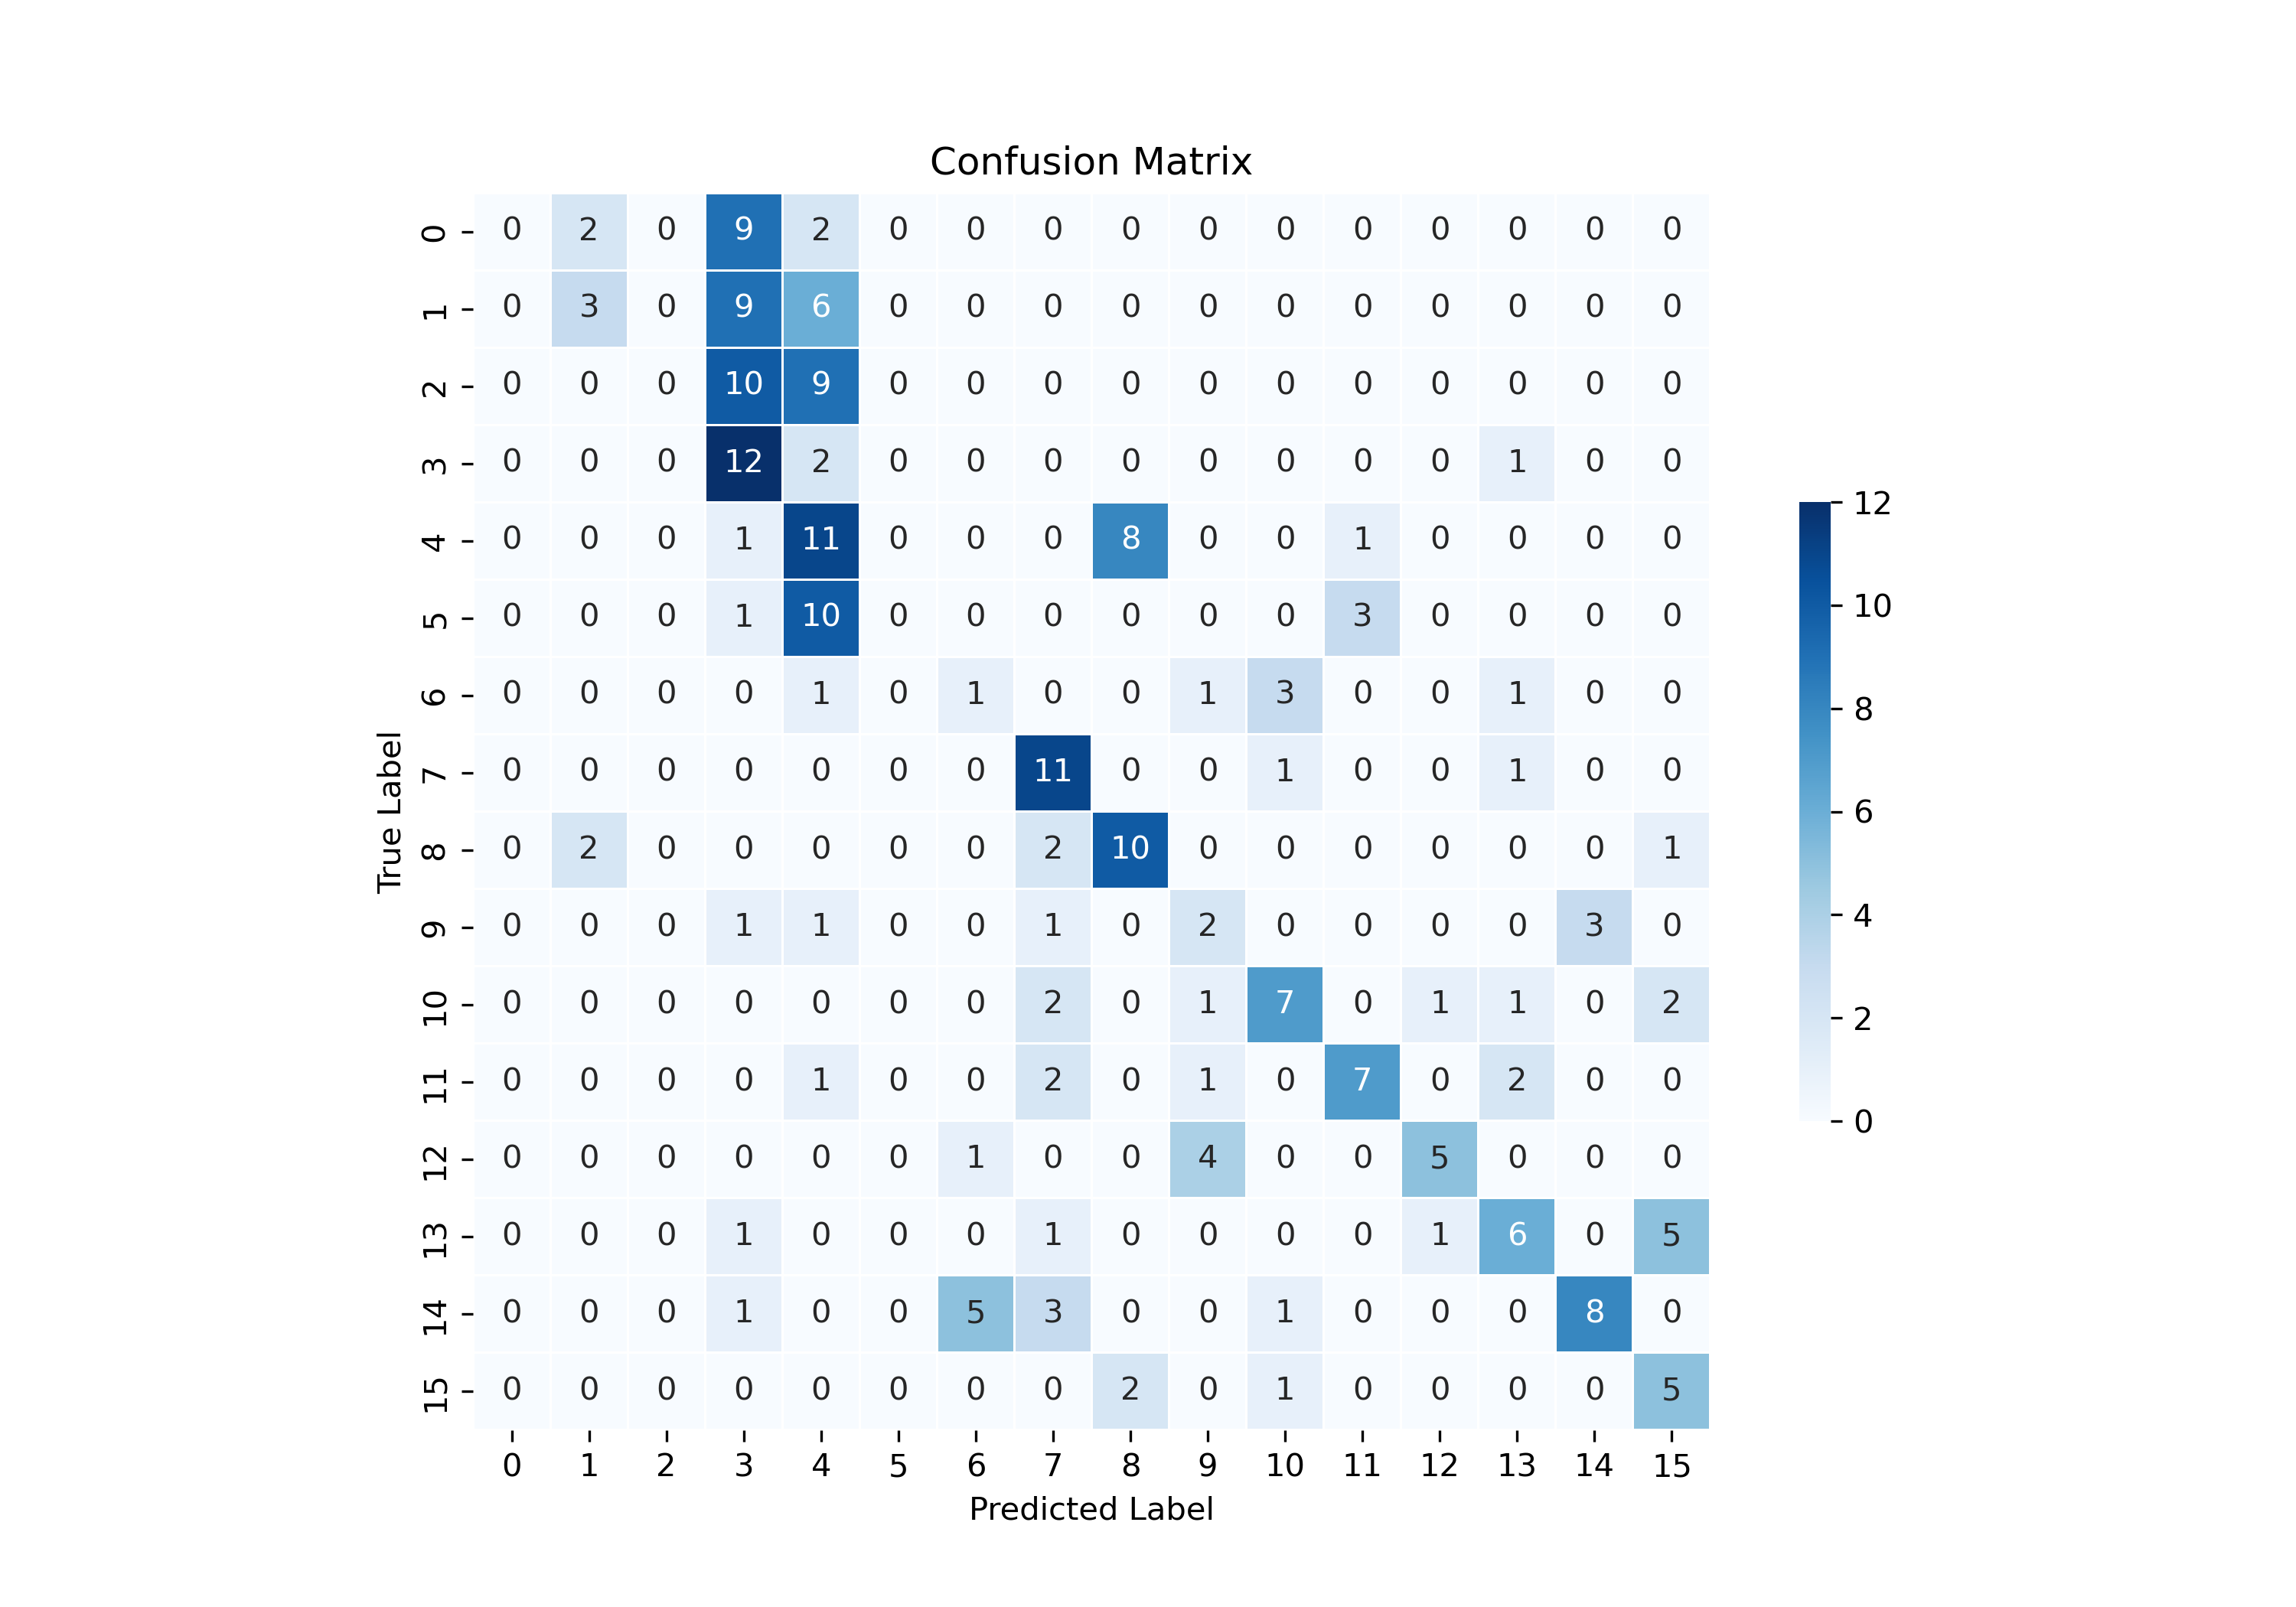 Confusion Matrix
0 0 2 0 9 2 0 0 0 0 0 0 0 0 0 0 0
1 0 3 0 9 6 0 0 0 0 0 0 0 0 0 0 0
2 0 0 0 10 9 0 0 0 0 0 0 0 0 0 0 0
3 0 0 0 12 2 0 0 0 0 0 0 0 0 1 0 0
4 0 0 0 1 11 0 0 0 8 0 0 1 0 0 0 0
5 0 0 0 1 10 0 0 0 0 0 0 3 0 0 0 0
6 0 0 0 0 1 0 1 0 0 1 3 0 0 1 0 0
7 0 0 0 0 0 0 0 11 0 0 1 0 0 1 0 0
8 0 2 0 0 0 0 0 2 10 0 0 0 0 0 0 1
9 0 0 0 1 1 0 0 1 0 2 0 0 0 0 3 0
10 0 0 0 0 0 0 0 2 0 1 7 0 1 1 0 2
11 0 0 0 0 1 0 0 2 0 1 0 7 0 2 0 0
12 0 0 0 0 0 0 1 0 0 4 0 0 5 0 0 0
13 0 0 0 1 0 0 0 1 0 0 0 0 1 6 0 5
14 0 0 0 1 0 0 5 3 0 0 1 0 0 0 8 0
15 0 0 0 0 0 0 0 0 2 0 1 0 0 0 0 5
0 1 2 3 4 5 6 7 8 9 10 11 12 13 14 15
Predicted Label
True Label
12
10
8
6
4
2
0